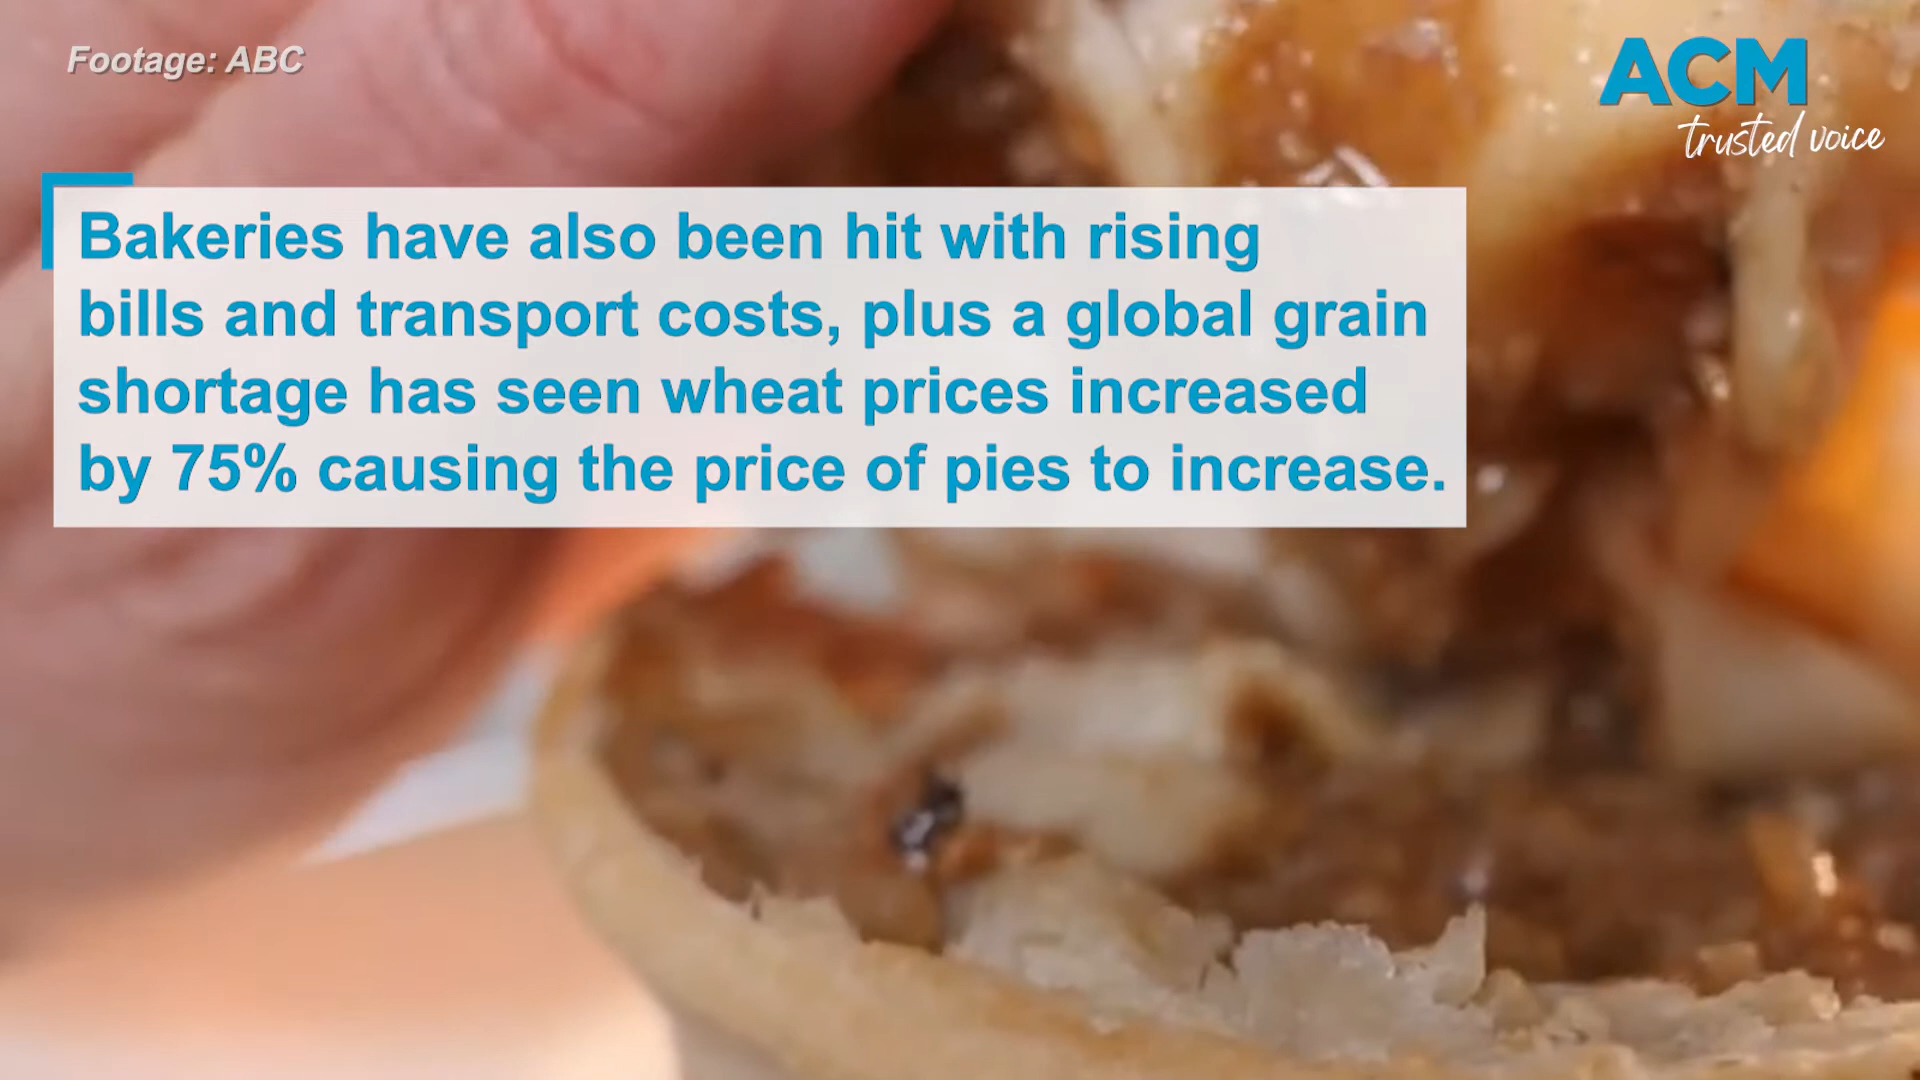 Footage: ABC
ACM
trusted voice
Bakeries have also been hit with rising
bills and transport costs, plus a global grain
shortage has seen wheat prices increased
by 75% causing the price of pies to increase.